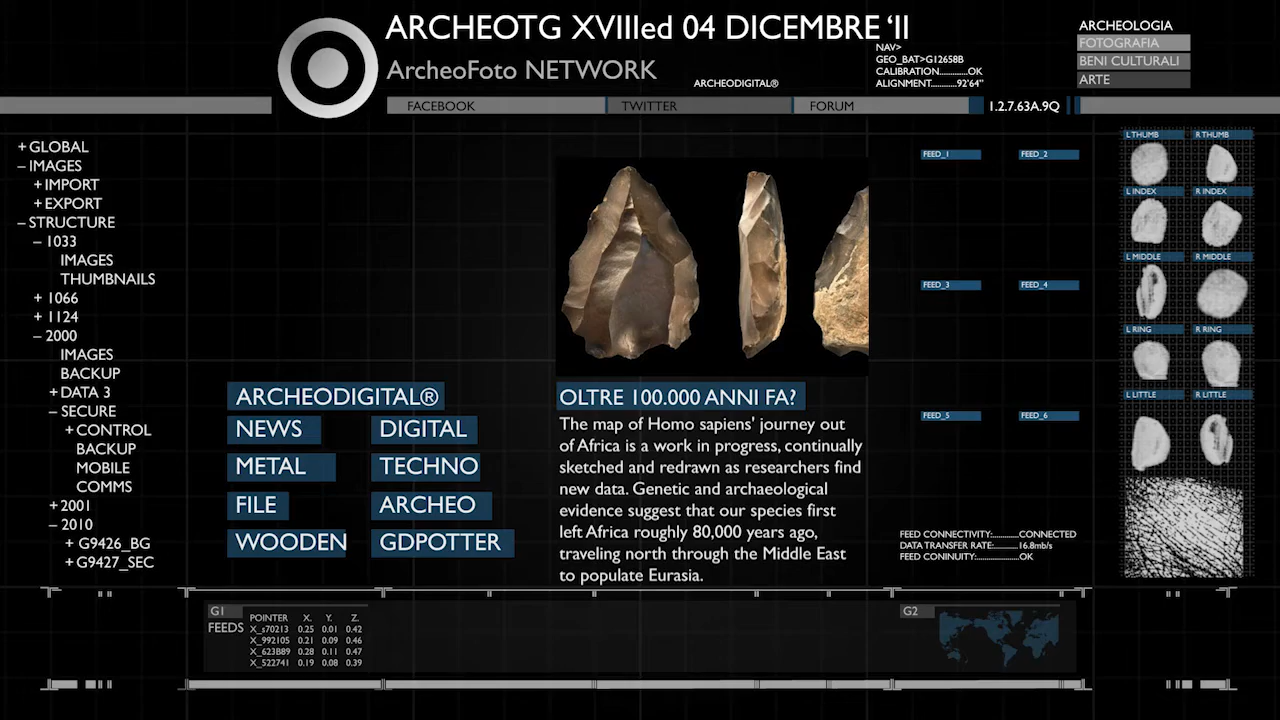 ARCHEOTG XVIIIed 04 DICEMBRE ‘II
ArcheoFoto NETWORK
ARCHEODIGITAL®
NAV>
GEO_BAT>G12658B
CALIBRATION..............OK
ALIGNMENT..........92’64’’
ARCHEOLOGIA
FOTOGRAFIA
BENI CULTURALI
ARTE
FACEBOOK
TWITTER
FORUM
1.2.7.63A.9Q
+ GLOBAL
– IMAGES
+ IMPORT
+ EXPORT
– STRUCTURE
– 1033
IMAGES
THUMBNAILS
+ 1066
+ 1124
– 2000
IMAGES
BACKUP
+ DATA 3
– SECURE
+ CONTROL
BACKUP
MOBILE
COMMS
+ 2001
– 2010
+ G9426_BG
+ G9427_SEC
ARCHEODIGITAL®
NEWS
DIGITAL
METAL
TECHNO
FILE
ARCHEO
WOODEN
GDPOTTER
OLTRE 100.000 ANNI FA?
The map of Homo sapiens' journey out
of Africa is a work in progress, continually
sketched and redrawn as researchers find
new data. Genetic and archaeological
evidence suggest that our species first
left Africa roughly 80,000 years ago,
traveling north through the Middle East
to populate Eurasia.
FEED_1
FEED_2
FEED_3
FEED_4
FEED_5
FEED_6
FEED CONNECTIVITY:............CONNECTED
DATA TRANSFER RATE:..........16.8mb/s
FEED CONINUITY:.....................OK
L THUMB
R THUMB
L INDEX
R INDEX
L MIDDLE
R MIDDLE
L RING
R RING
L LITTLE
R LITTLE
G1
FEEDS
POINTER X. Y. Z.
X_s70213 0.25 0.01 0.42
X_992105 0.21 0.09 0.46
X_623B89 0.28 0.11 0.47
X_522741 0.19 0.08 0.39
G2